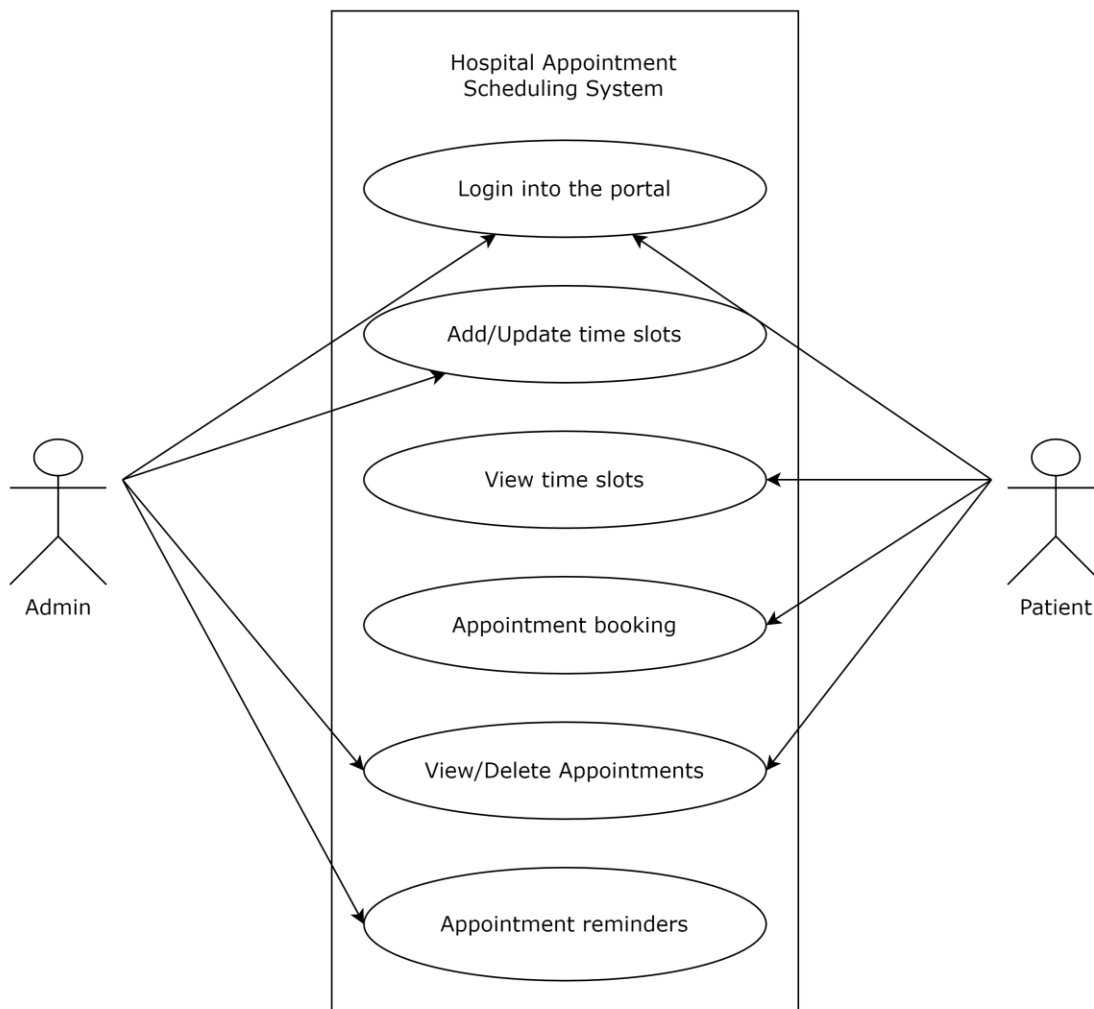 Hospital Appointment
Scheduling System
Login into the portal
Add/Update time slots
View time slots
Appointment booking
Admin
Patient
View/Delete Appointments
Appointment reminders